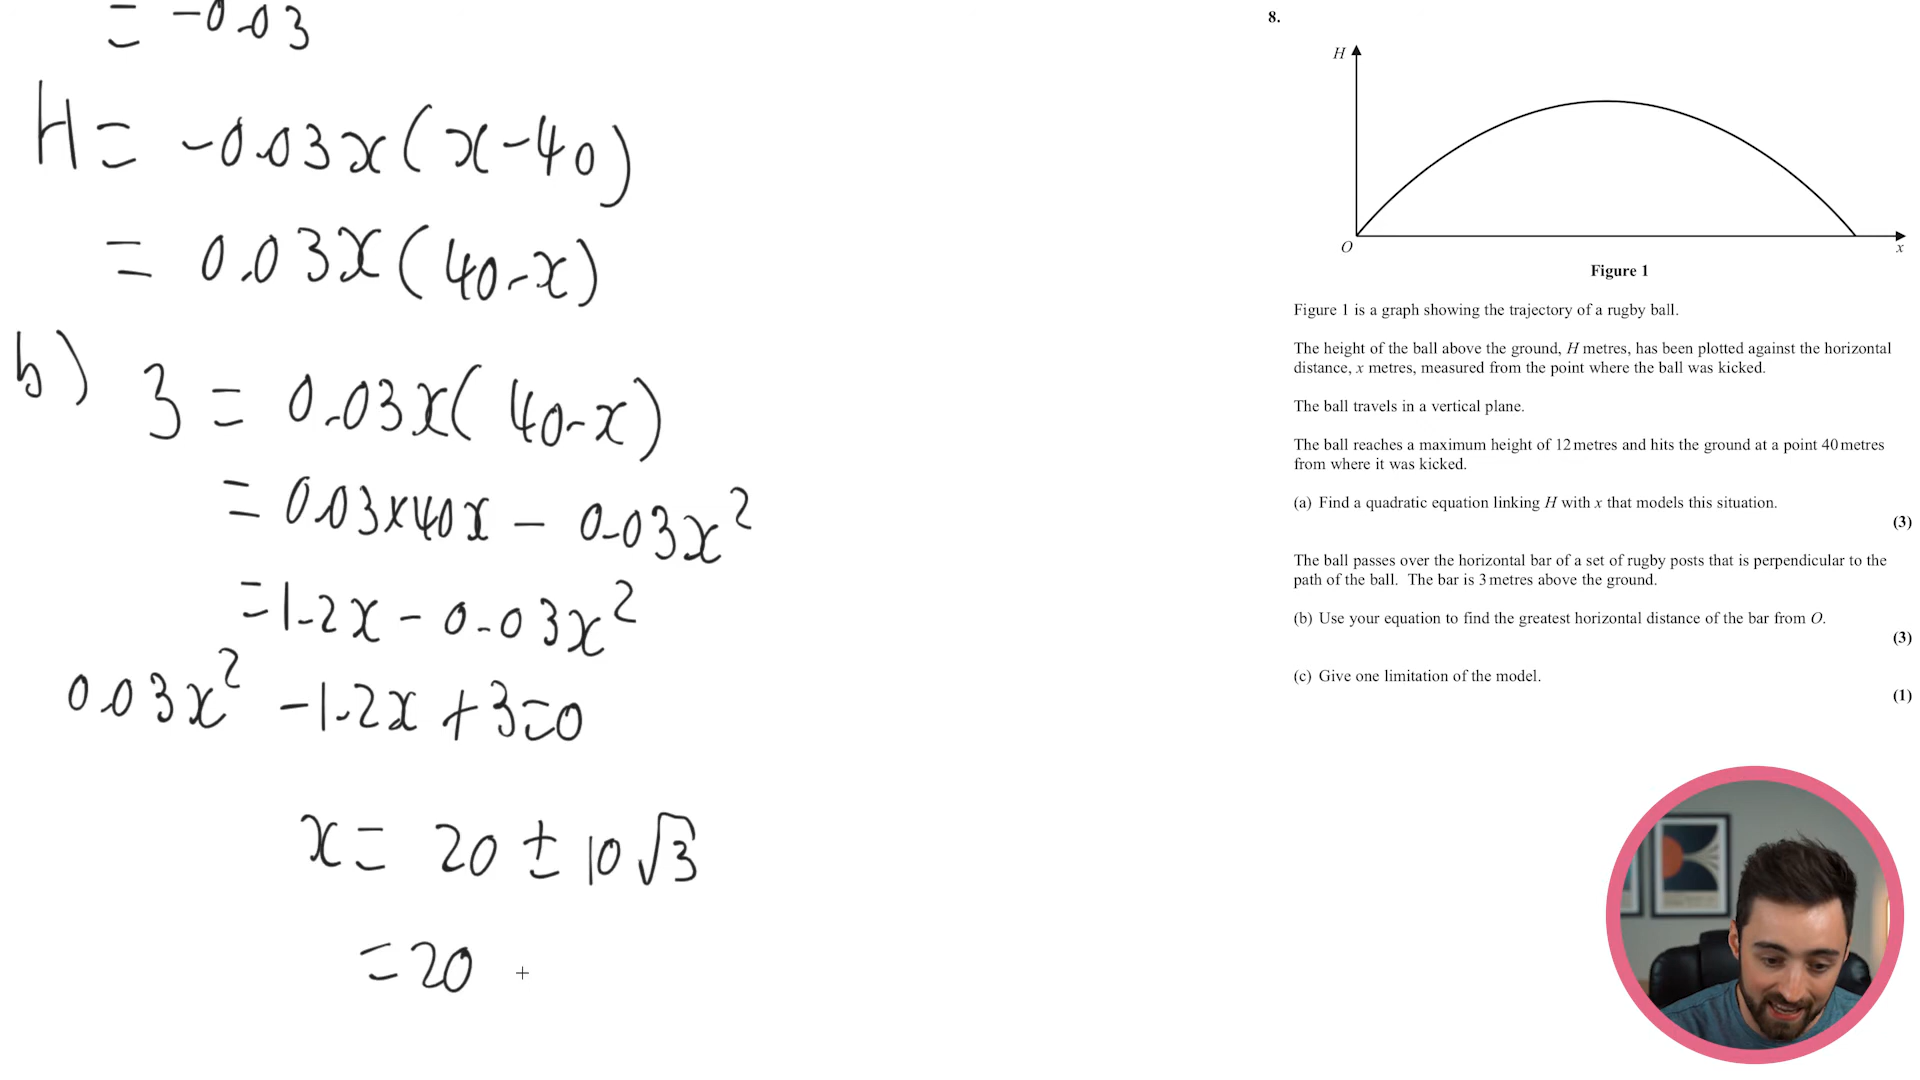 = -0.03
H = -0.03x(x-40)
= 0.03x(40-x)
b) 3 = 0.03x(40-x)
= 0.03×40x - 0.03x²
= 1.2x - 0.03x²
0.03x² - 1.2x + 3 = 0
x = 20 ± 10√3
= 20
8.
H
O
x
Figure 1
Figure 1 is a graph showing the trajectory of a rugby ball.
The height of the ball above the ground, H metres, has been plotted against the horizontal
distance, x metres, measured from the point where the ball was kicked.
The ball travels in a vertical plane.
The ball reaches a maximum height of 12 metres and hits the ground at a point 40 metres
from where it was kicked.
(a) Find a quadratic equation linking H with x that models this situation.
(3)
The ball passes over the horizontal bar of a set of rugby posts that is perpendicular to the
path of the ball. The bar is 3 metres above the ground.
(b) Use your equation to find the greatest horizontal distance of the bar from O.
(3)
(c) Give one limitation of the model.
(1)